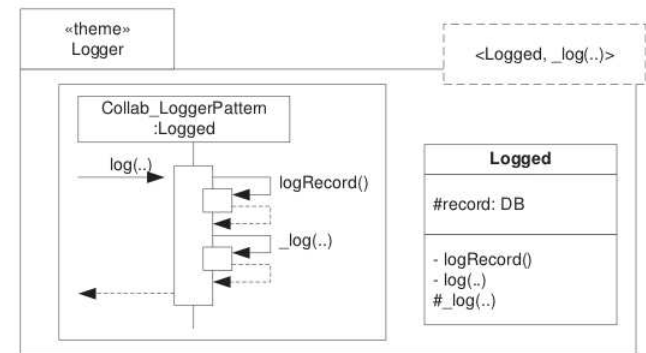 «theme»
Logger
<Logged, _log(..)>
Collab_LoggerPattern
:Logged
log(..)
logRecord()
_log(..)
Logged
#record: DB
- logRecord()
- log(..)
#_log(..)